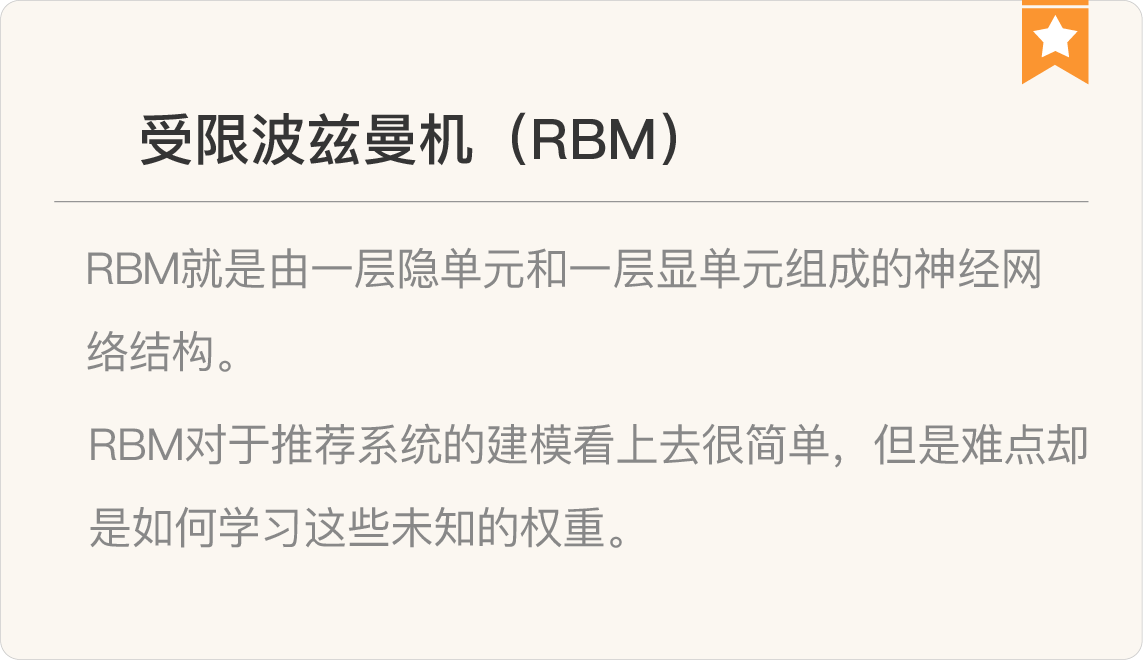 受限波兹曼机（RBM）
RBM就是由一层隐单元和一层显单元组成的神经网
络结构。
RBM对于推荐系统的建模看上去很简单，但是难点却
是如何学习这些未知的权重。